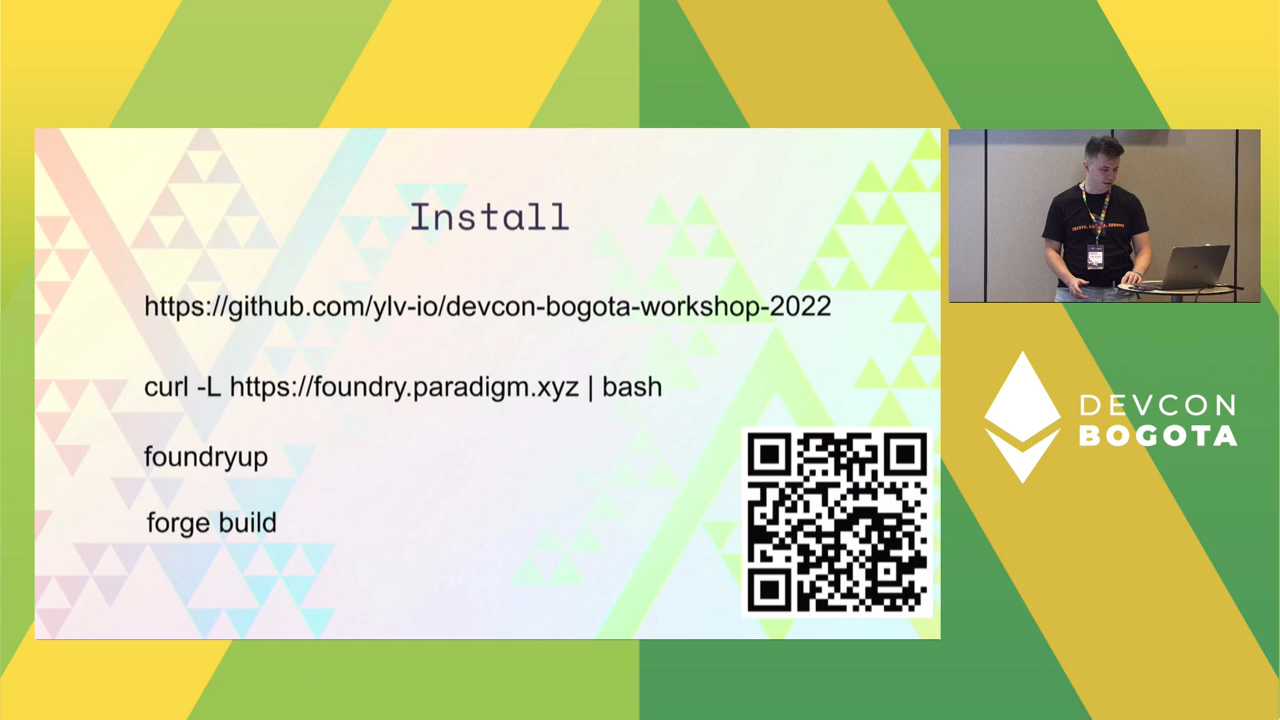 Install
https://github.com/ylv-io/devcon-bogota-workshop-2022
curl -L https://foundry.paradigm.xyz | bash
foundryup
forge build
DEVCON
BOGOTA